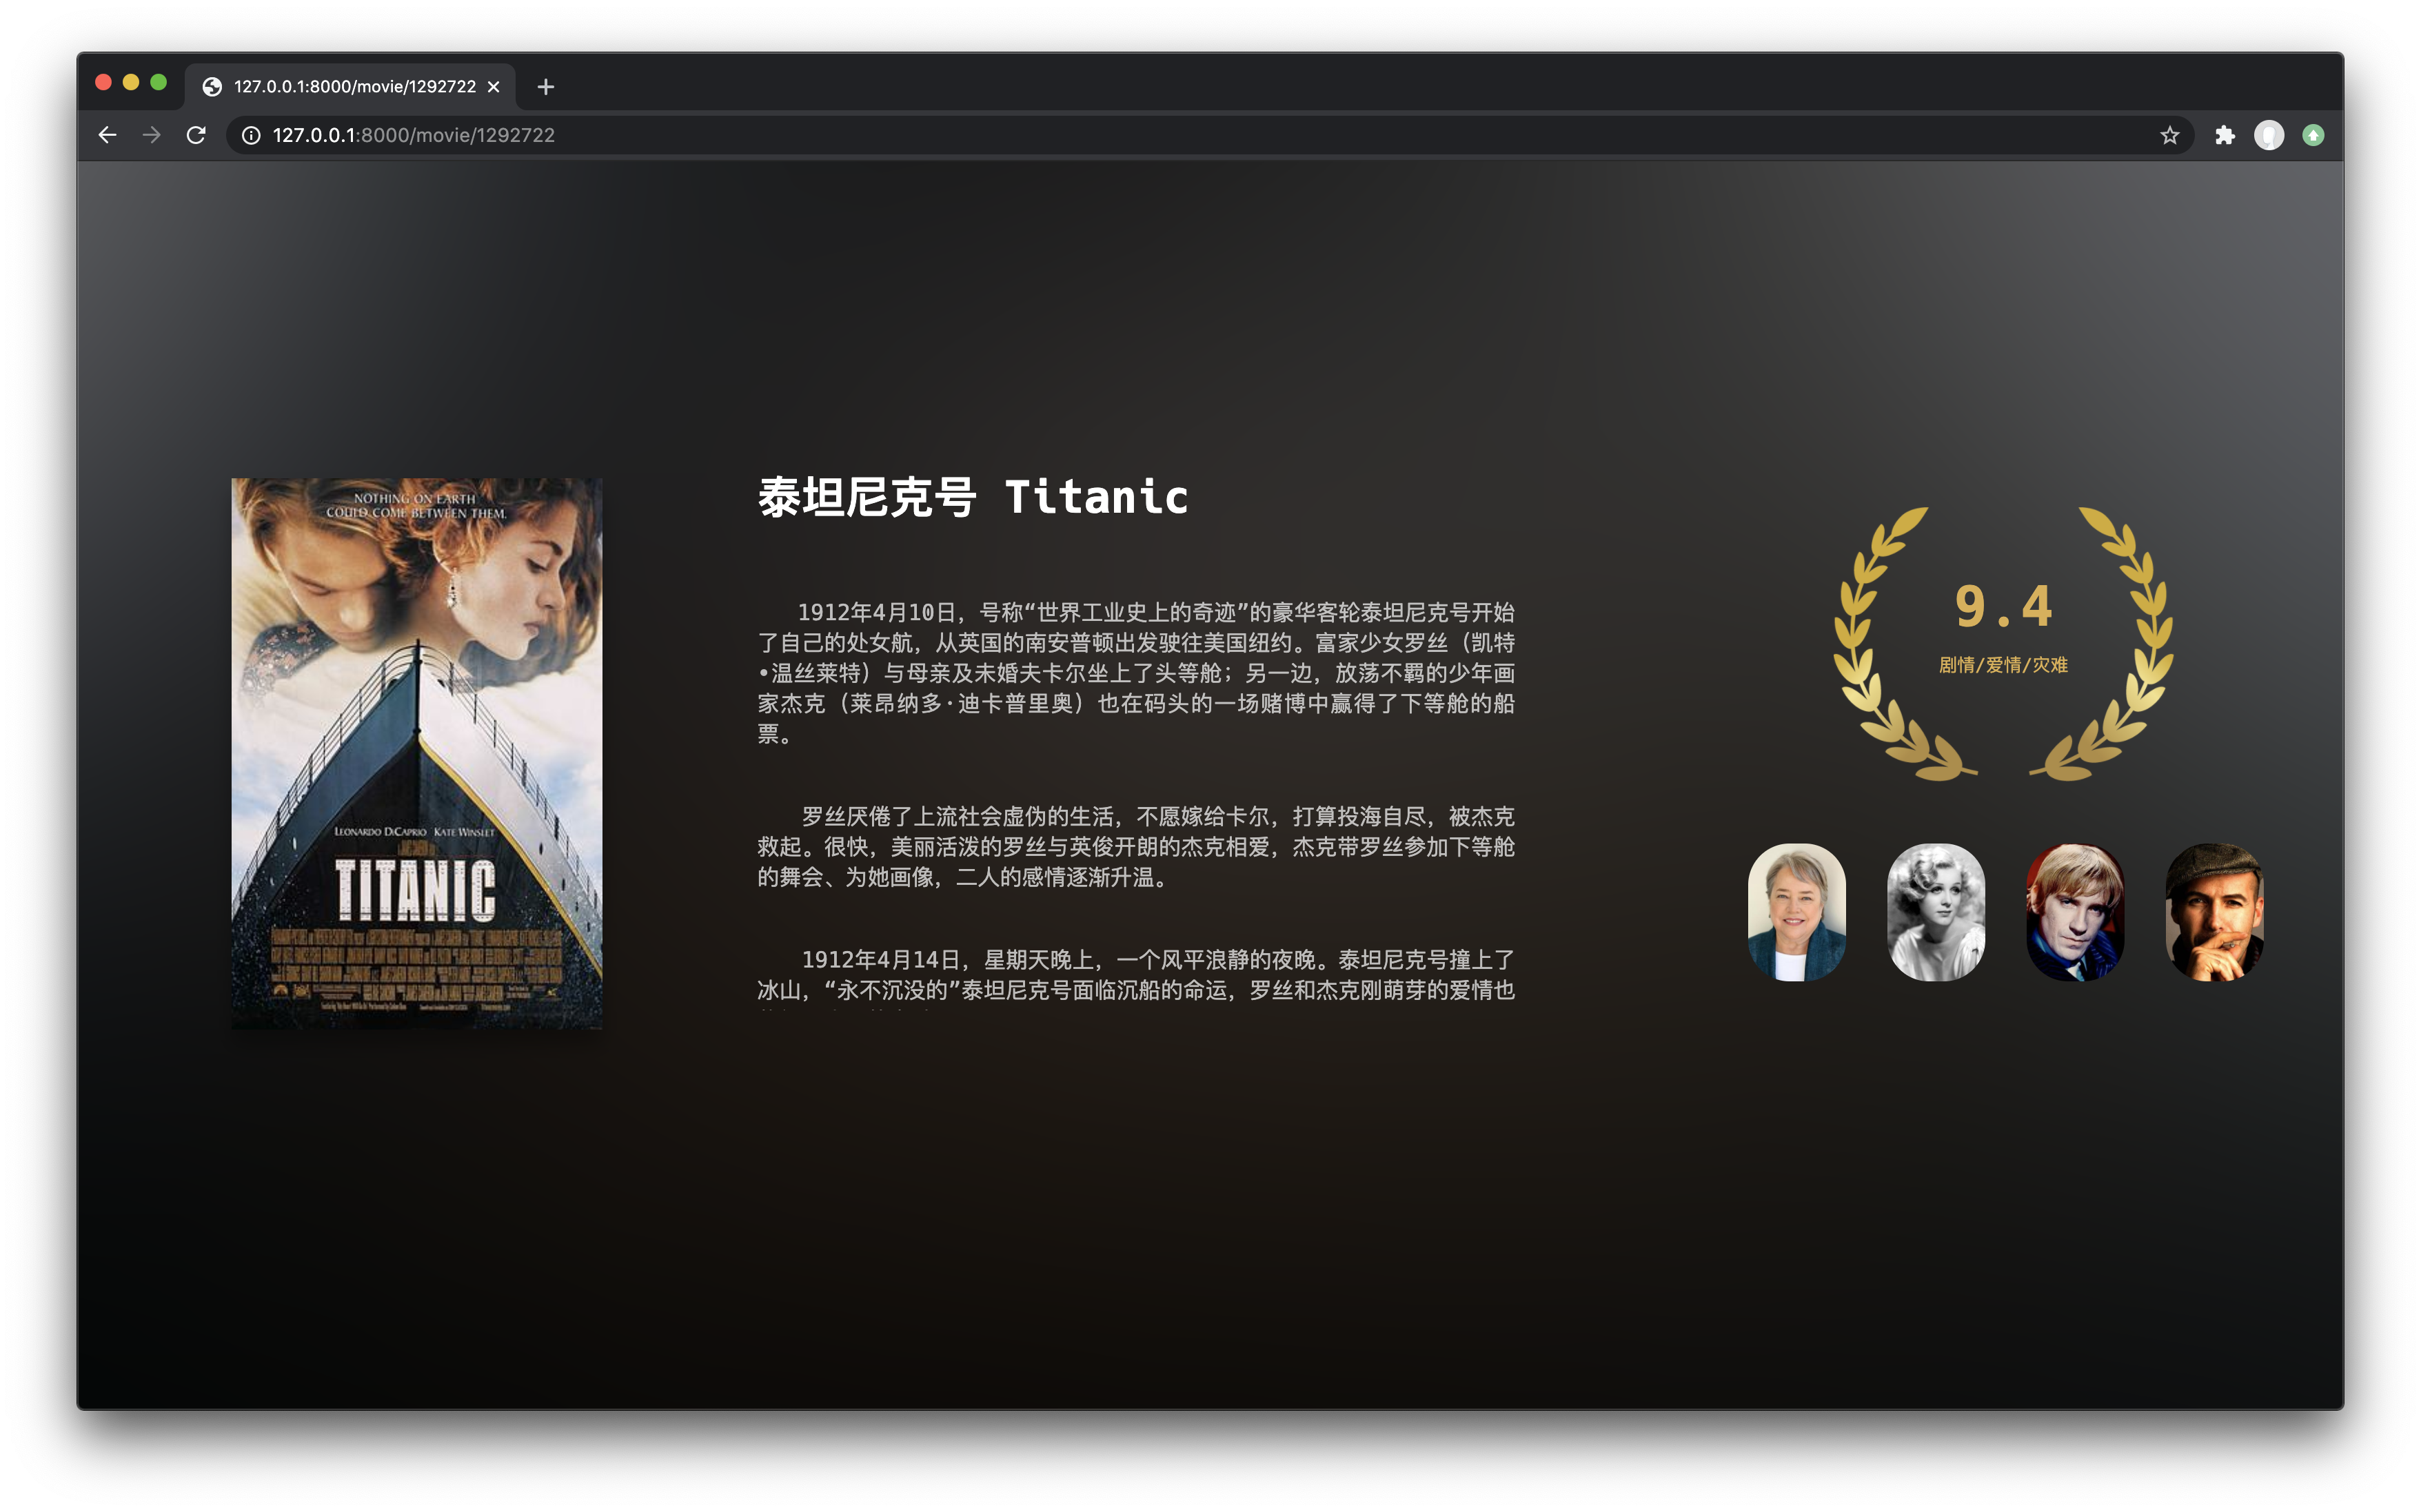 127.0.0.1:8000/movie/1292722
127.0.0.1:8000/movie/1292722
NOTHING ON EARTH
COULD COME BETWEEN THEM.
LEONARDO DICAPRIO KATE WINSLET
TITANIC
泰坦尼克号 Titanic
1912年4月10日，号称“世界工业史上的奇迹”的豪华客轮泰坦尼克号开始
了自己的处女航，从英国的南安普顿出发驶往美国纽约。富家少女罗丝（凯特
•温丝莱特）与母亲及未婚夫卡尔坐上了头等舱；另一边，放荡不羁的少年画
家杰克（莱昂纳多·迪卡普里奥）也在码头的一场赌博中赢得了下等舱的船
票。
罗丝厌倦了上流社会虚伪的生活，不愿嫁给卡尔，打算投海自尽，被杰克
救起。很快，美丽活泼的罗丝与英俊开朗的杰克相爱，杰克带罗丝参加下等舱
的舞会、为她画像，二人的感情逐渐升温。
1912年4月14日，星期天晚上，一个风平浪静的夜晚。泰坦尼克号撞上了
冰山，“永不沉没的”泰坦尼克号面临沉船的命运，罗丝和杰克刚萌芽的爱情也
9.4
剧情/爱情/灾难